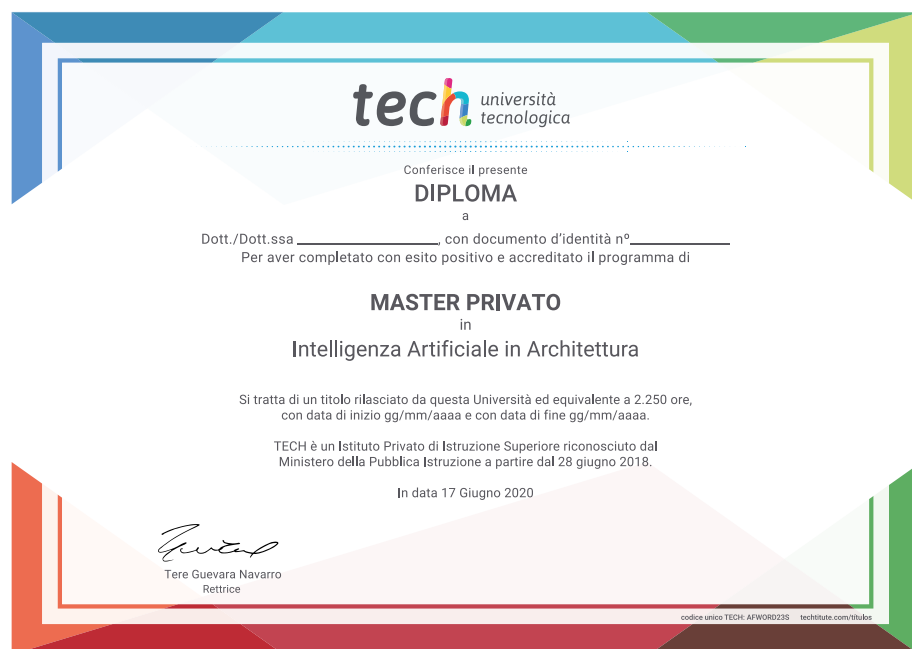 tech università
tecnologica
Conferisce il presente
DIPLOMA
a
Dott./Dott.ssa ____________________, con documento d'identità nº______________
Per aver completato con esito positivo e accreditato il programma di
MASTER PRIVATO
in
Intelligenza Artificiale in Architettura
Si tratta di un titolo rilasciato da questa Università ed equivalente a 2.250 ore,
con data di inizio gg/mm/aaaa e con data di fine gg/mm/aaaa.
TECH è un Istituto Privato di Istruzione Superiore riconosciuto dal
Ministero della Pubblica Istruzione a partire dal 28 giugno 2018.
In data 17 Giugno 2020
Tere Guevara Navarro
Rettrice
codice unico TECH: AFWORD23S techtitute.com/titulos